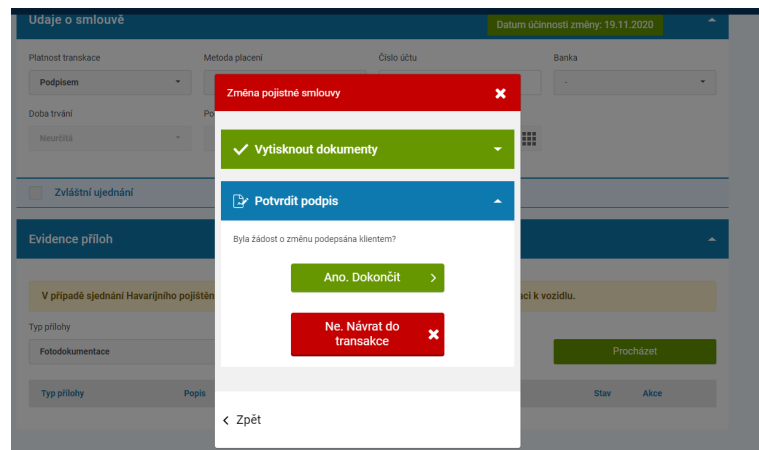 Údaje o smlouvě
Datum účinnosti změny: 19.11.2020
Platnost transkace
Metoda placení
Číslo účtu
Banka
Podpisem
-
Doba trvání
Neurčitá
Zvláštní ujednání
Evidence příloh
V případě sjednání Havarijního
vozidlu.
Typ přílohy
Fotodokumentace
Procházet
Typ přílohy
Popis
Stav
Akce
Změna pojistné smlouvy
Vytisknout dokumenty
Potvrdit podpis
Byla žádost o změnu podepsána klientem?
Ano. Dokončit
Ne. Návrat do
transakce
Zpět